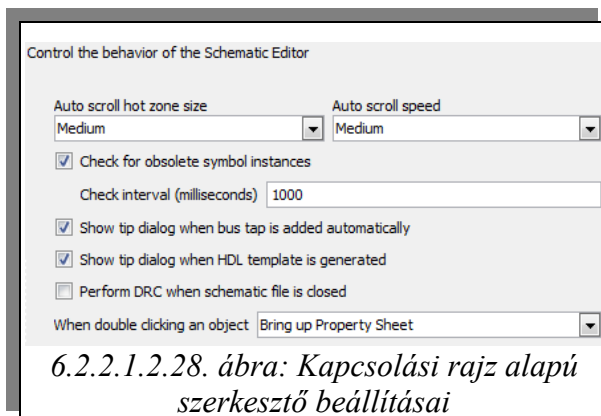 Control the behavior of the Schematic Editor
Auto scroll hot zone size Auto scroll speed
Medium Medium
Check for obsolete symbol instances
Check interval (milliseconds) 1000
Show tip dialog when bus tap is added automatically
Show tip dialog when HDL template is generated
Perform DRC when schematic file is closed
When double clicking an object Bring up Property Sheet
6.2.2.1.2.28. ábra: Kapcsolási rajz alapú
szerkesztő beállításai